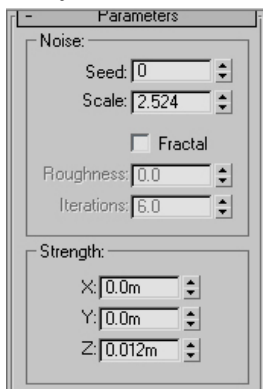 - Parameters
Noise:
Seed: 0
Scale: 2.524
Fractal
Roughness: 0.0
Iterations: 6.0
Strength:
X: 0.0m
Y: 0.0m
Z: 0.012m